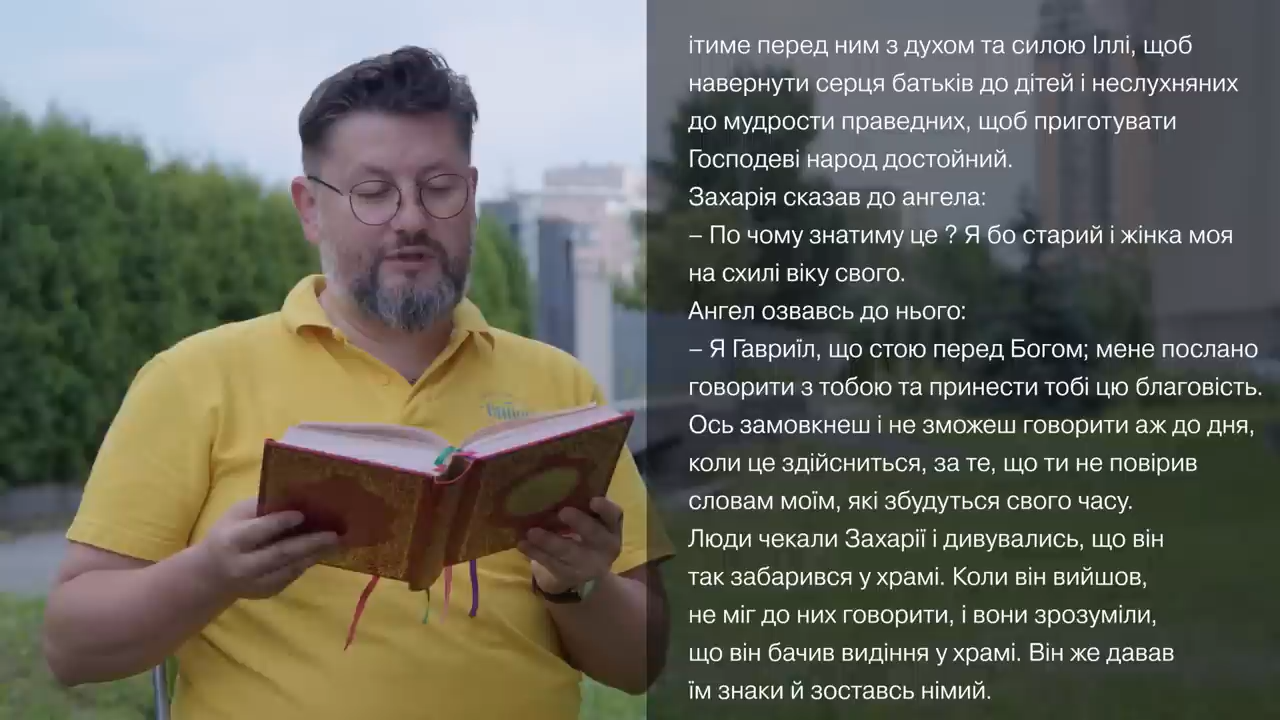 ітиме перед ним з духом та силою Іллі, щоб
навернути серця батьків до дітей і неслухняних
до мудрости праведних, щоб приготувати
Господеві народ достойний.
Захарія сказав до ангела:
– По чому знатиму це ? Я бо старий і жінка моя
на схилі віку свого.
Ангел озвавсь до нього:
– Я Гавриїл, що стою перед Богом; мене послано
говорити з тобою та принести тобі цю благовість.
Ось замовкнеш і не зможеш говорити аж до дня,
коли це здійсниться, за те, що ти не повірив
словам моїм, які збудуться свого часу.
Люди чекали Захарії і дивувались, що він
так забарився у храмі. Коли він вийшов,
не міг до них говорити, і вони зрозуміли,
що він бачив видіння у храмі. Він же давав
їм знаки й зоставсь німий.